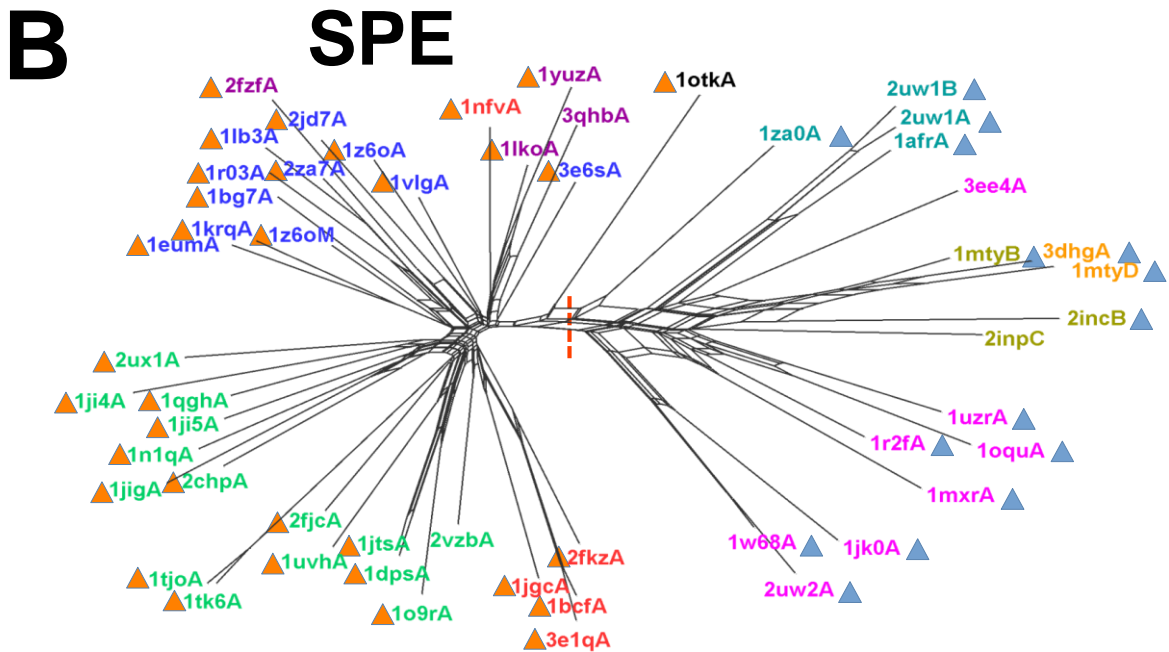 B
SPE
2fzfA
1yuzA
1otkA
2uw1B
1nfvA
3qhbA
2jd7A
2uw1A
1lb3A
1za0A
1afrA
1z6oA
1lkoA
1r03A
2za7A
3e6sA
1vlgA
3ee4A
1bg7A
1krqA
1z6oM
1eumA
1mtyB
3dhgA
1mtyD
2incB
2inpC
2ux1A
1ji4A
1qghA
1uzrA
1ji5A
1r2fA
1oquA
1n1qA
1jigA
2chpA
1mxrA
2fjcA
1jtsA
2vzbA
1w68A
1jk0A
1uvhA
2fkzA
1dpsA
1tjoA
1jgcA
2uw2A
1tk6A
1o9rA
1bcfA
3e1qA